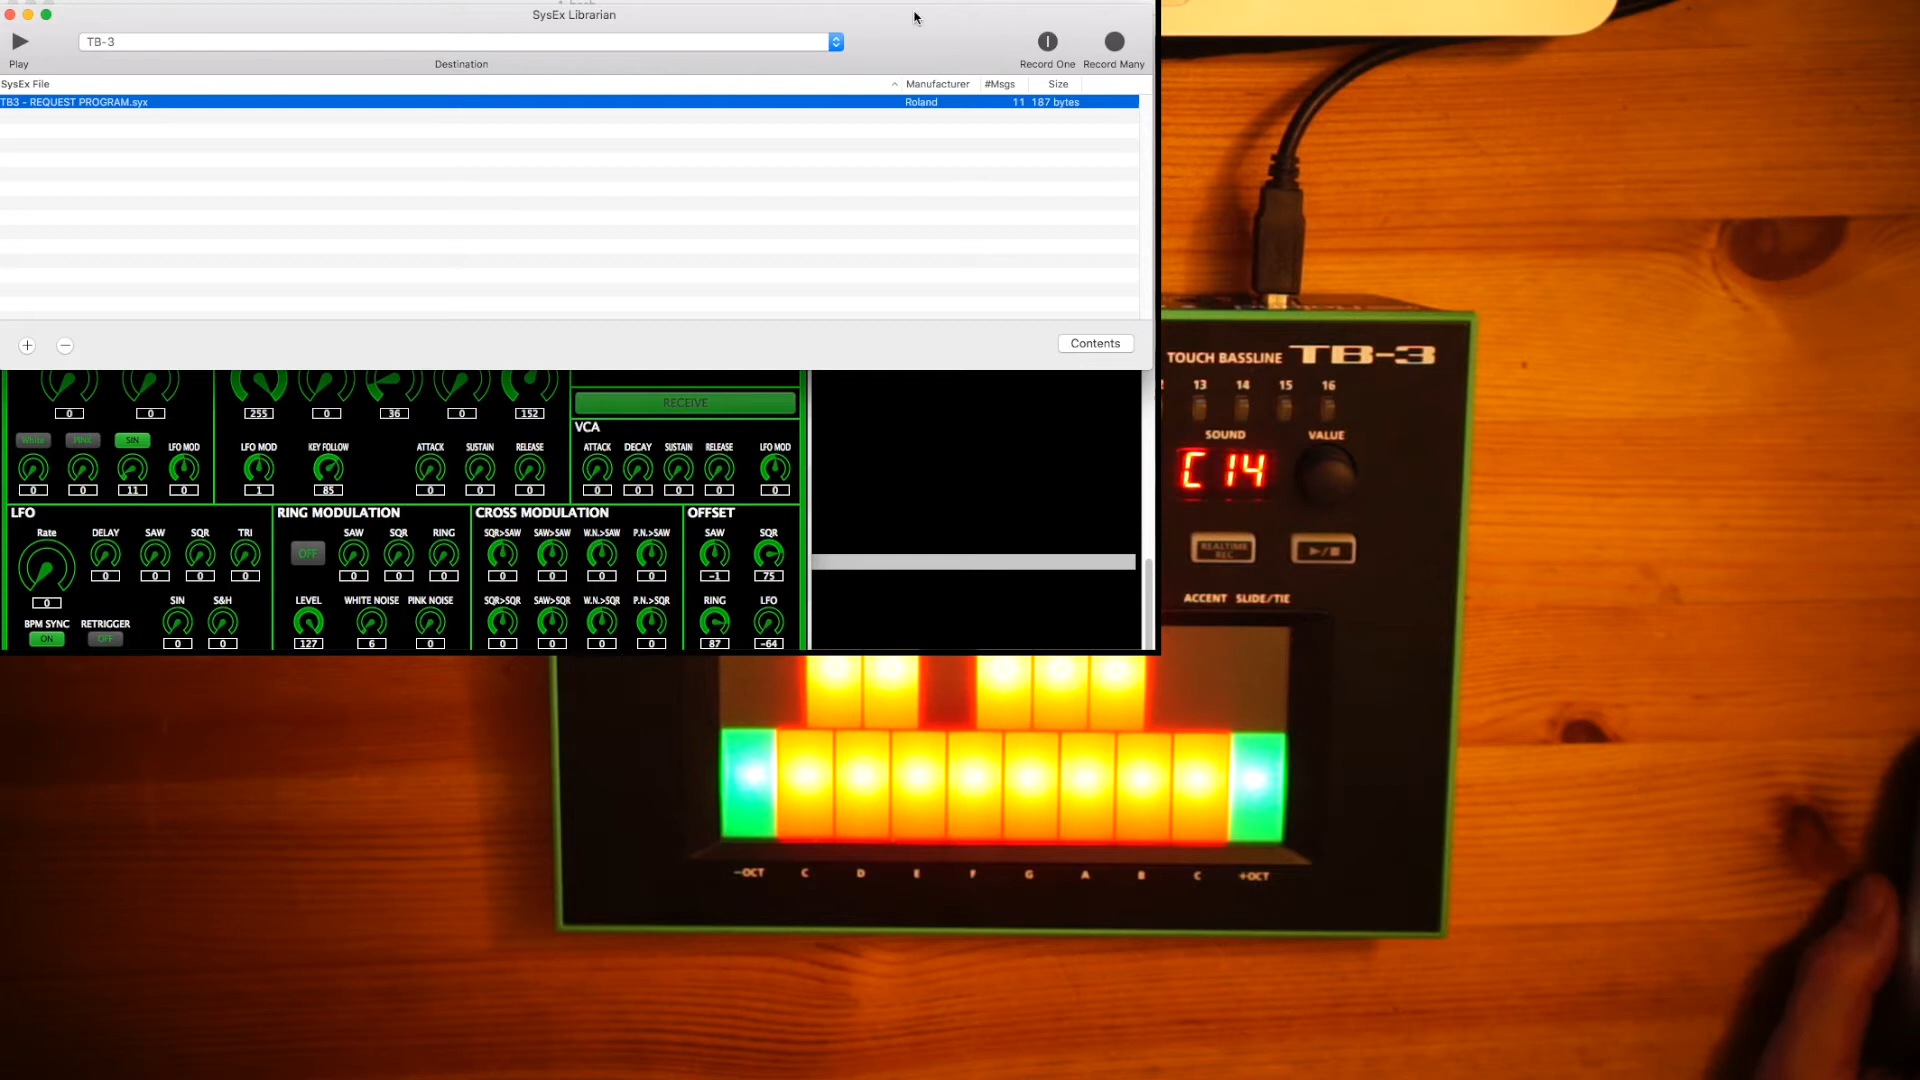 SysEx Librarian
TB-3
Play
Destination
Record One
Record Many
SysEx File
Manufacturer
#Msgs
Size
TB3 - REQUEST PROGRAM.syx
Roland
11
187 bytes
Contents
0
0
255
0
36
0
152
RECEIVE
VCA
White
PINK
SIN
LFO MOD
LFO MOD
KEY FOLLOW
ATTACK
SUSTAIN
RELEASE
ATTACK
DECAY
SUSTAIN
RELEASE
LFO MOD
0
0
11
0
1
85
0
0
0
0
0
0
0
0
LFO
RING MODULATION
CROSS MODULATION
OFFSET
Rate
DELAY
SAW
SQR
TRI
OFF
SAW
SQR
RING
SQR>SAW
SAW>SAW
W.N.>SAW
P.N.>SAW
SAW
SQR
0
0
0
0
0
0
0
0
0
0
0
-1
75
0
SIN
S&H
LEVEL
WHITE NOISE
PINK NOISE
SQR>SQR
SAW>SQR
W.N.>SQR
P.N.>SQR
RING
LFO
BPM SYNC
RETRIGGER
ON
OFF
0
0
127
6
0
0
0
0
0
87
-64
TOUCH BASSLINE TB-3
13 14 15 16
SOUND
VALUE
C14
REALTIME
REC
ACCENT SLIDE/TIE
-OCT C D E F G A B C +OCT